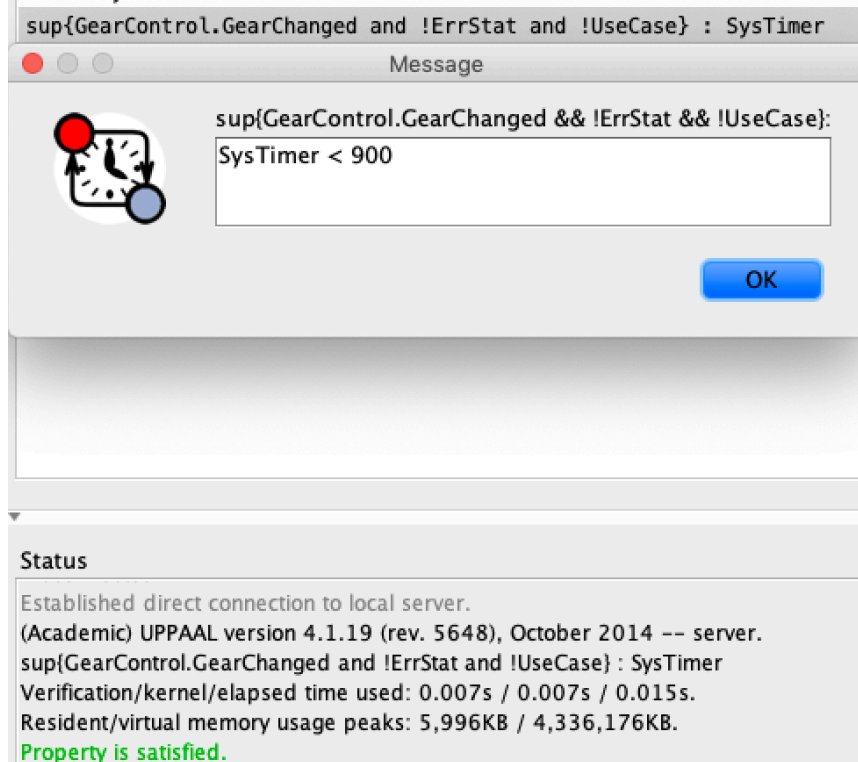 sup{GearControl.GearChanged and !ErrStat and !UseCase} : SysTimer
Message
sup{GearControl.GearChanged && !ErrStat && !UseCase}:
SysTimer < 900
OK
Status
Established direct connection to local server.
(Academic) UPPAAL version 4.1.19 (rev. 5648), October 2014 -- server.
sup{GearControl.GearChanged and !ErrStat and !UseCase} : SysTimer
Verification/kernel/elapsed time used: 0.007s / 0.007s / 0.015s.
Resident/virtual memory usage peaks: 5,996KB / 4,336,176KB.
Property is satisfied.